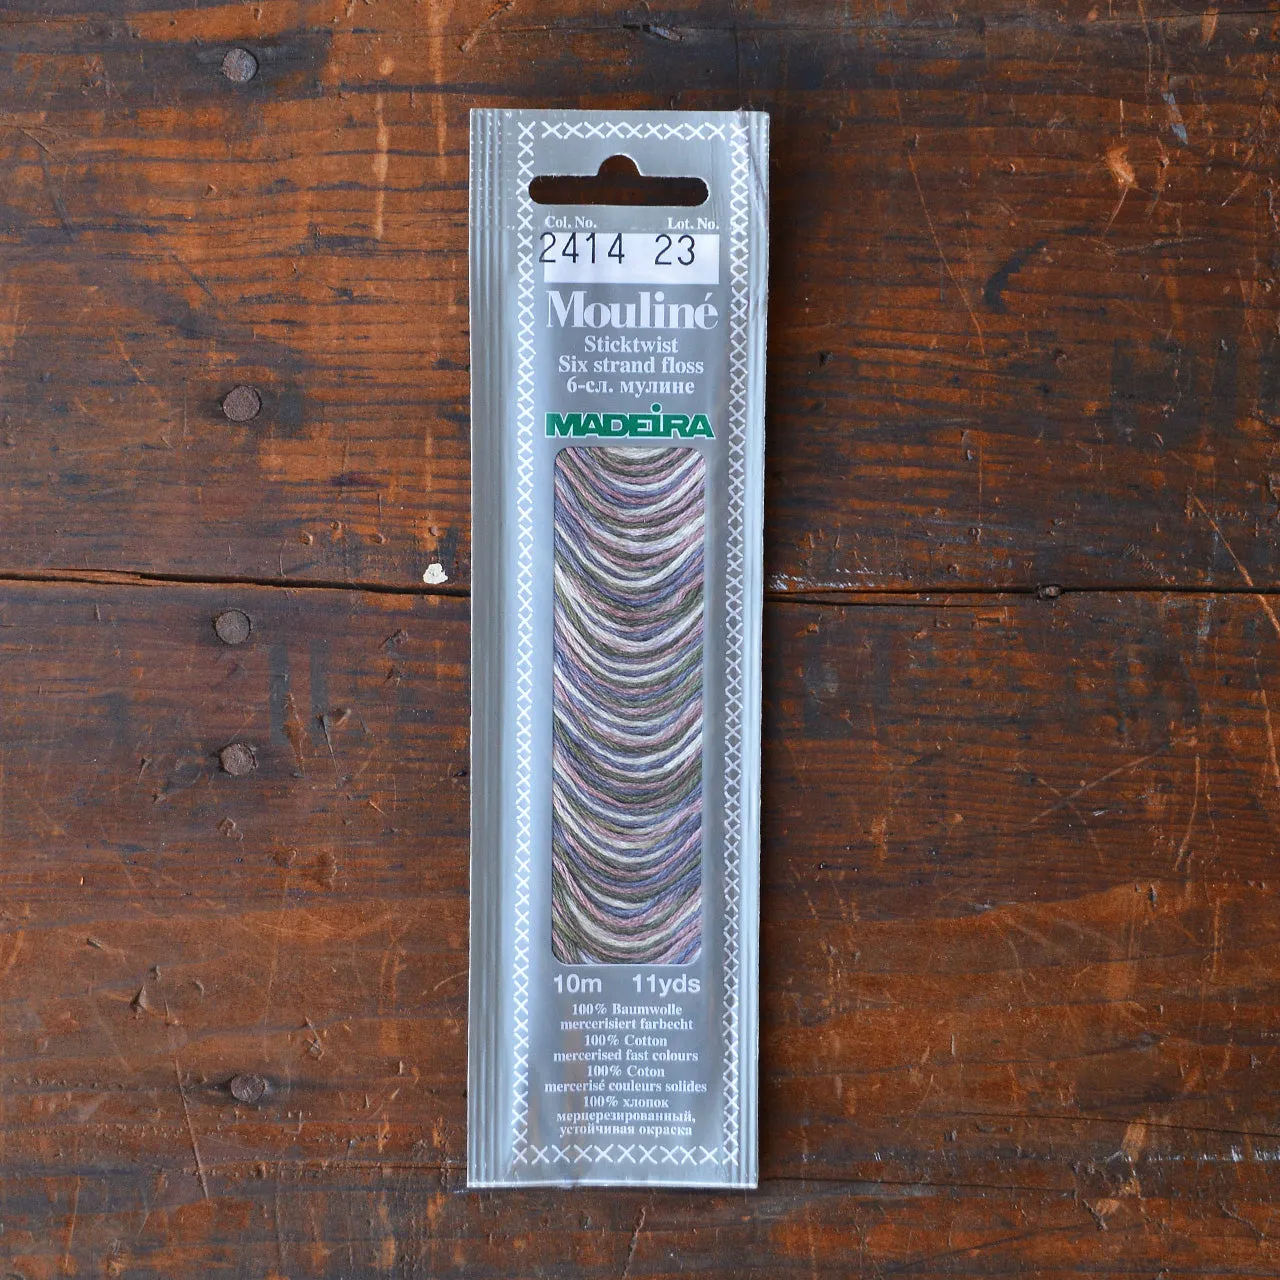 Col. No. Lot. No.
2414 23
Mouliné
Sticktwist
Six strand floss
6-сл. мулине
MADEiRA
10m 11yds
100% Baumwolle
mercerisiert farbecht
100% Cotton
mercerised fast colours
100% Coton
mercerisé couleurs solides
100% хлопок
мерцерезированный,
устойчивая окраска